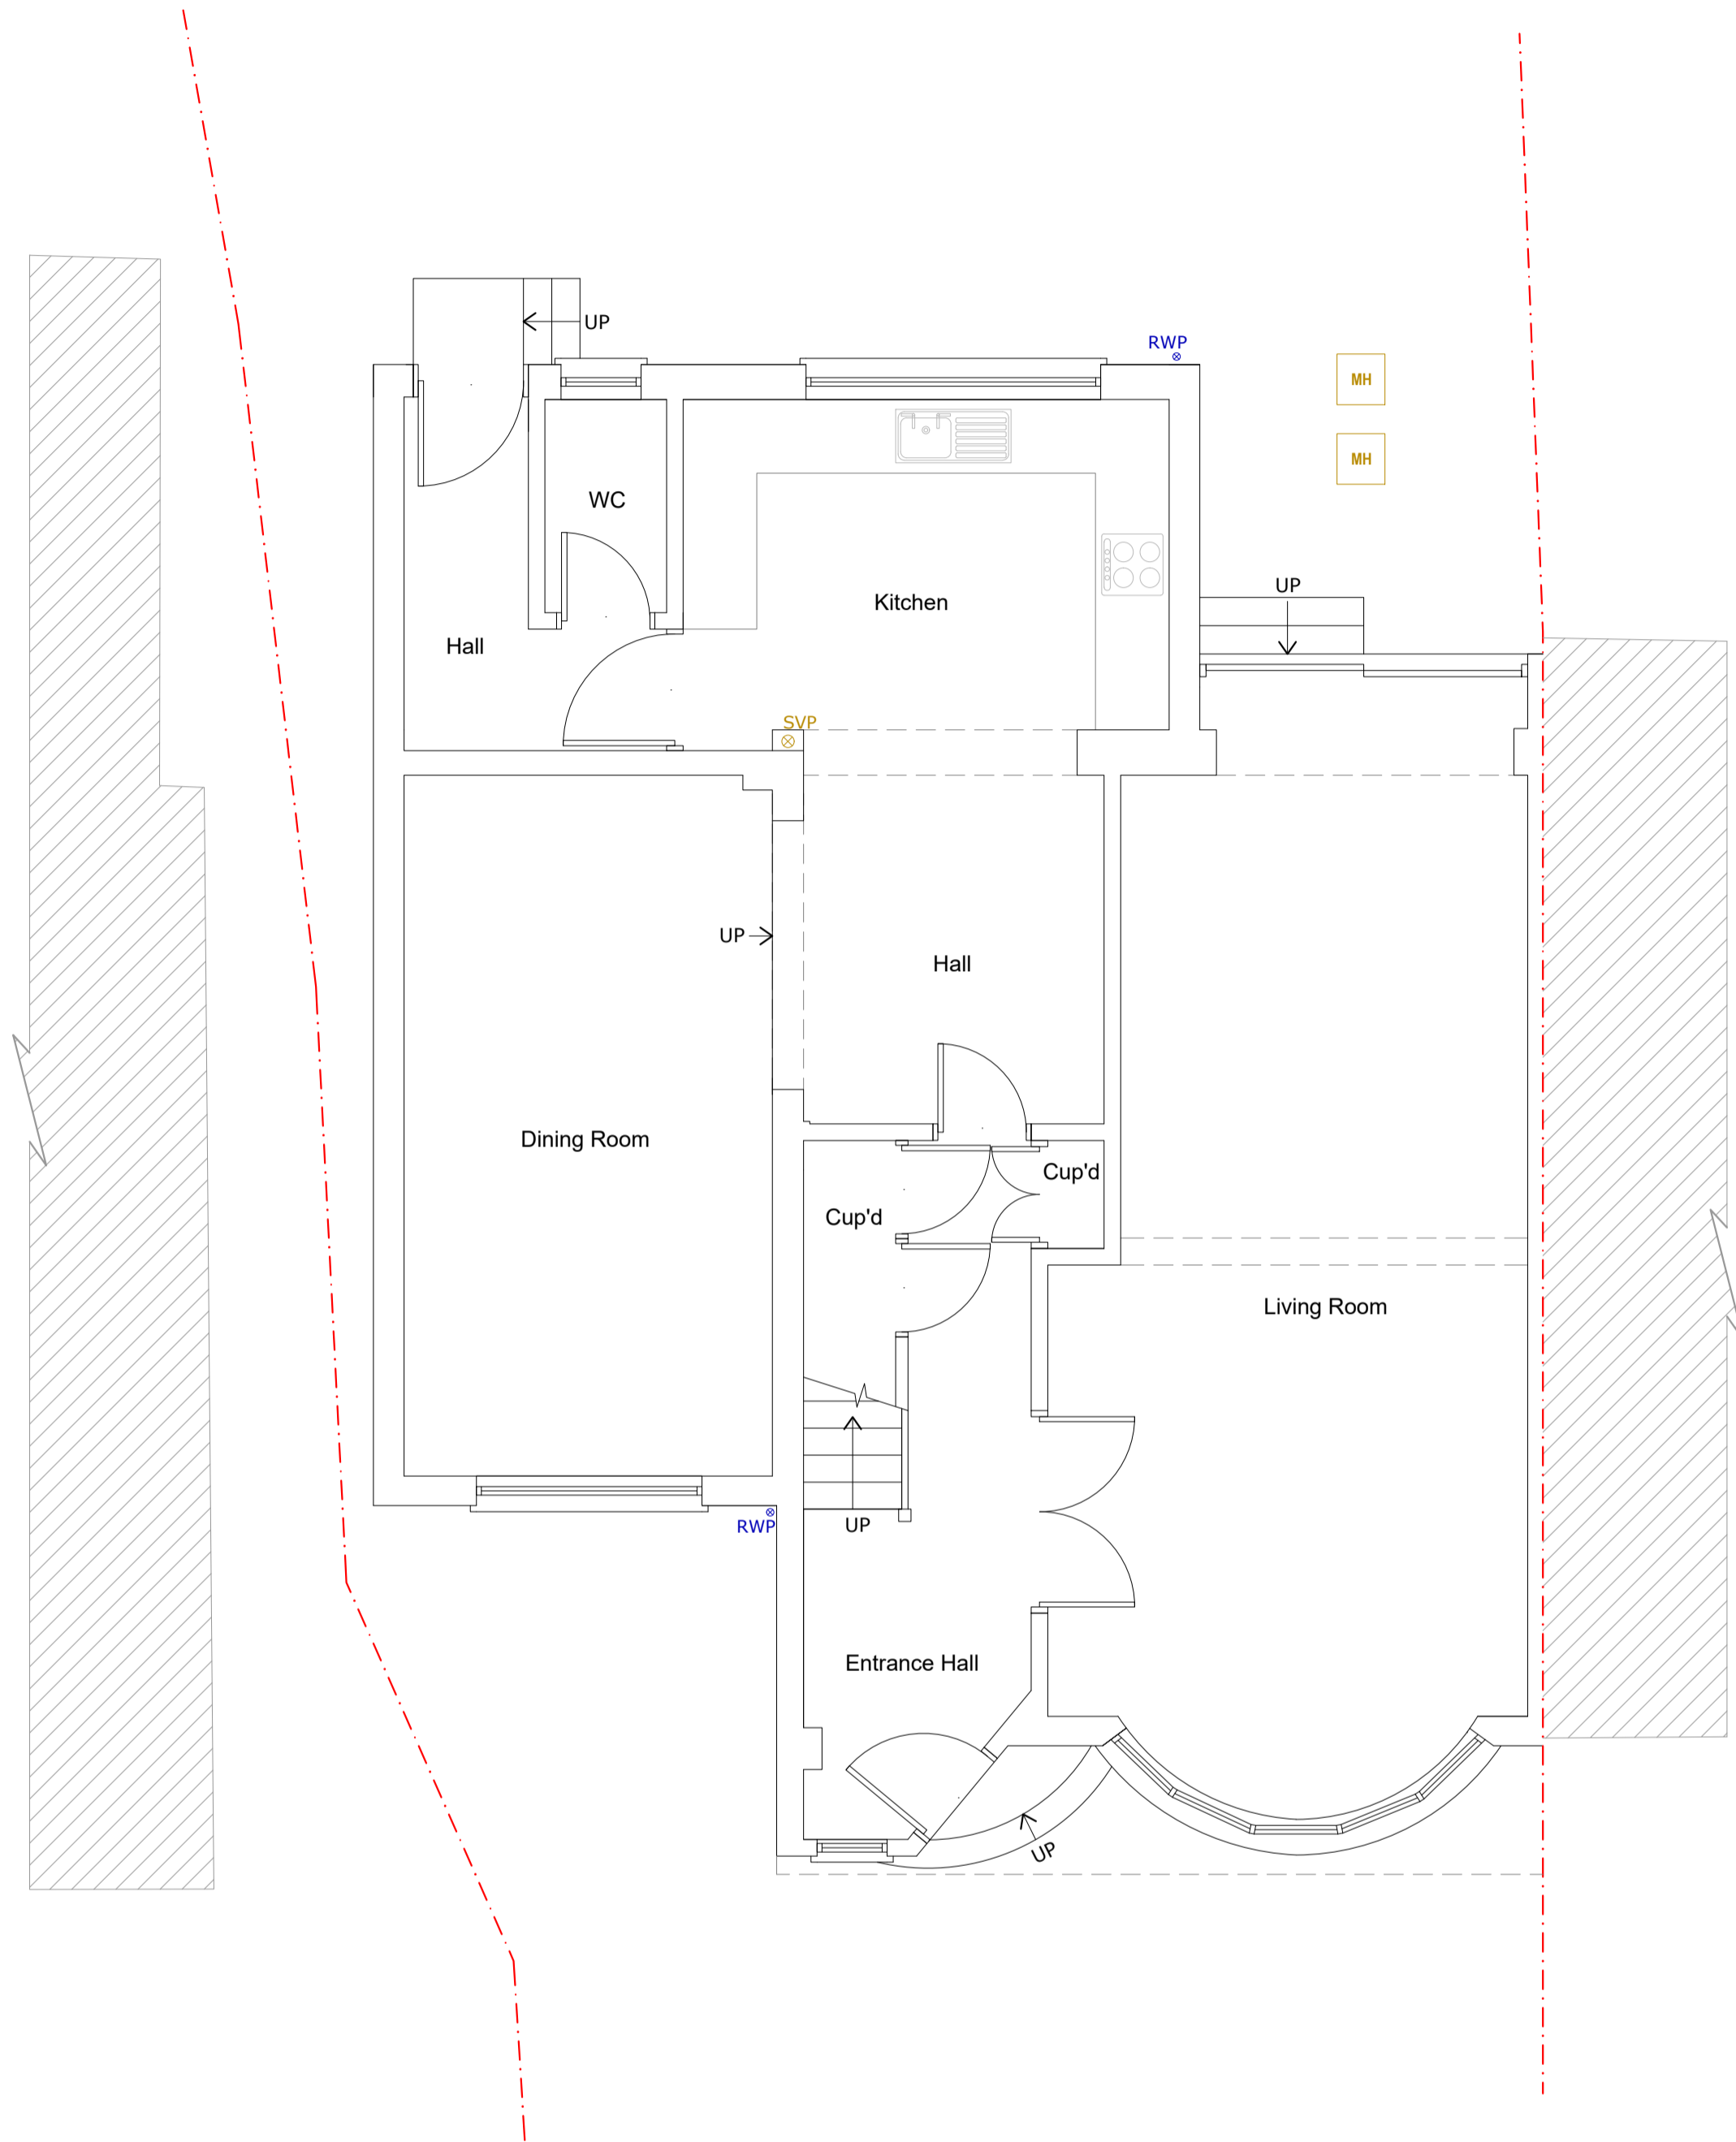 UP
RWP
MH
MH
WC
UP
Kitchen
Hall
SVP
UP
Hall
Dining Room
Cup'd
Cup'd
Living Room
UP
RWP
Entrance Hall
UP